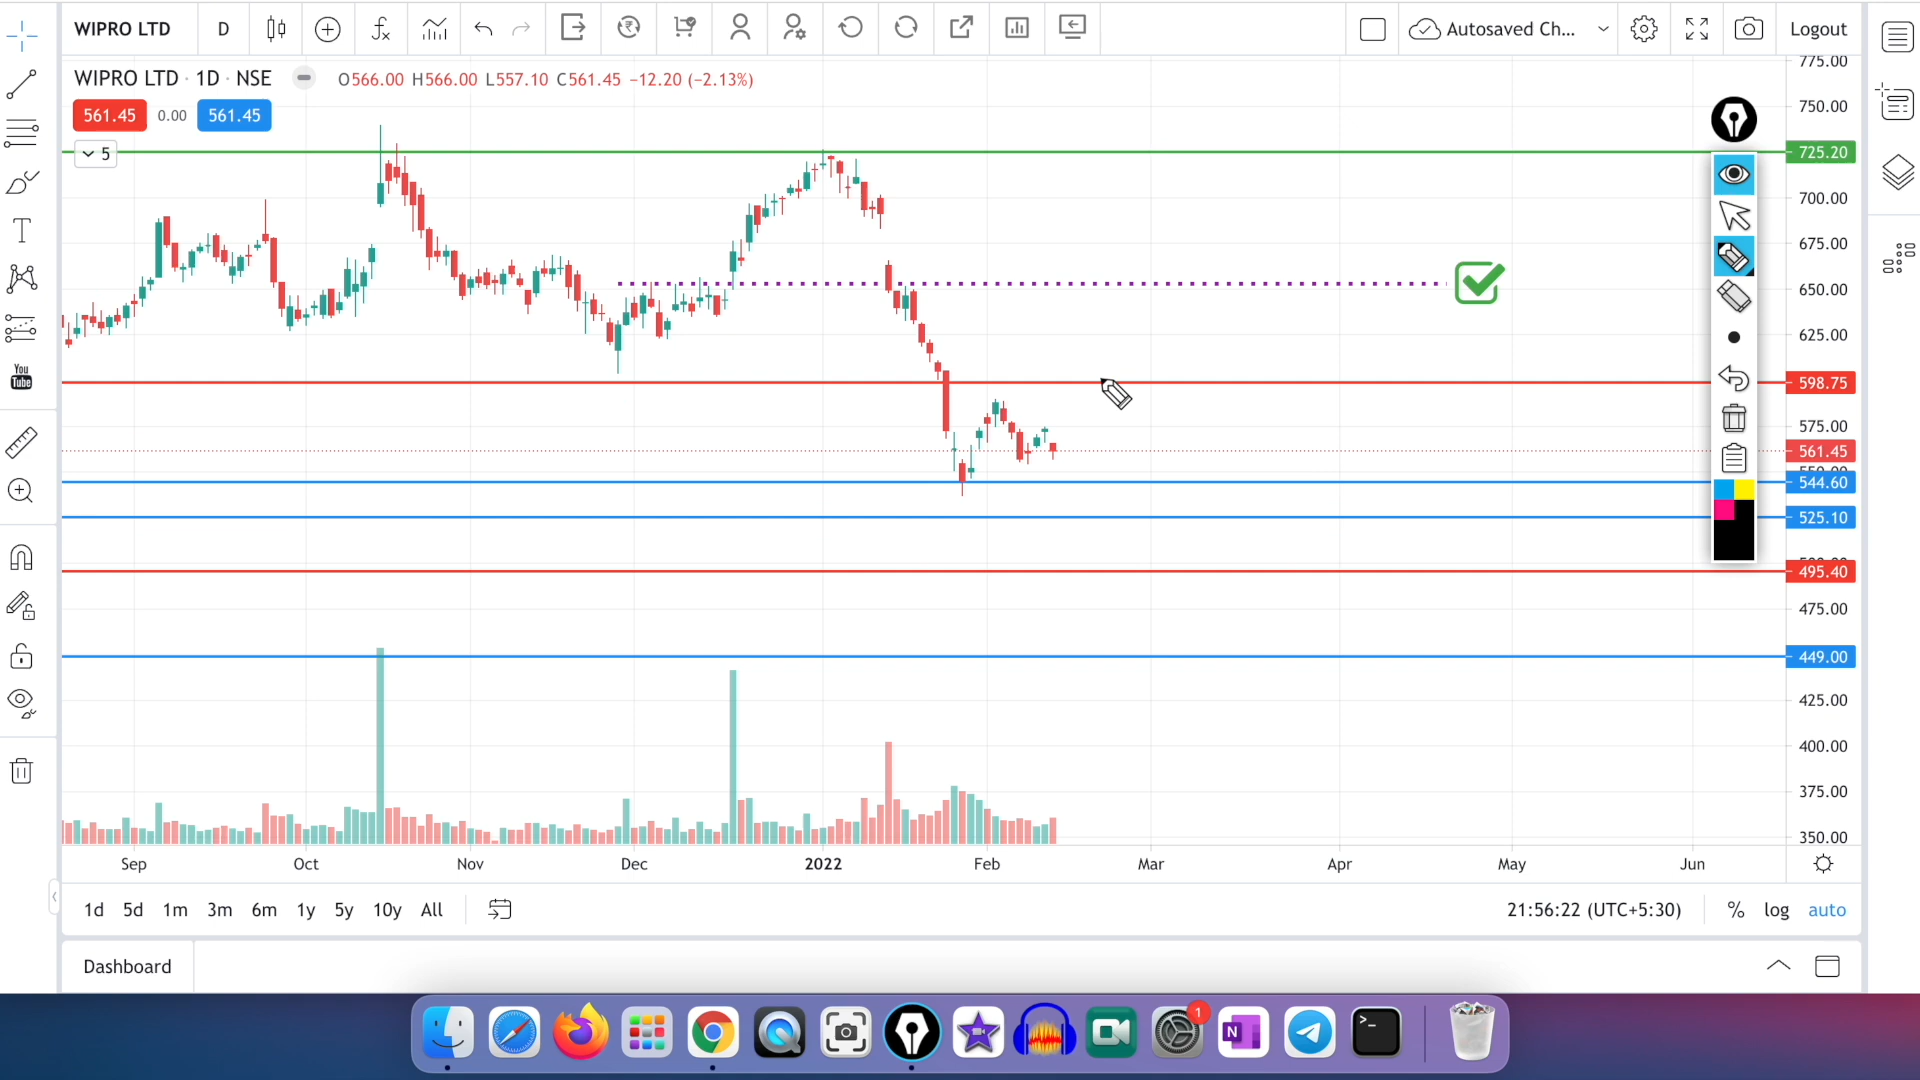 WIPRO LTD D Autosaved Ch... Logout
WIPRO LTD · 1D · NSE O566.00 H566.00 L557.10 C561.45 −12.20 (−2.13%)
561.45 0.00 561.45
5
You
Tube
775.00
750.00
725.20
700.00
675.00
650.00
625.00
598.75
575.00
561.45
544.60
525.10
495.40
475.00
449.00
425.00
400.00
375.00
350.00
Sep Oct Nov Dec 2022 Feb Mar Apr May Jun
1d 5d 1m 3m 6m 1y 5y 10y All 21:56:22 (UTC+5:30) % log auto
Dashboard
1
N
>_